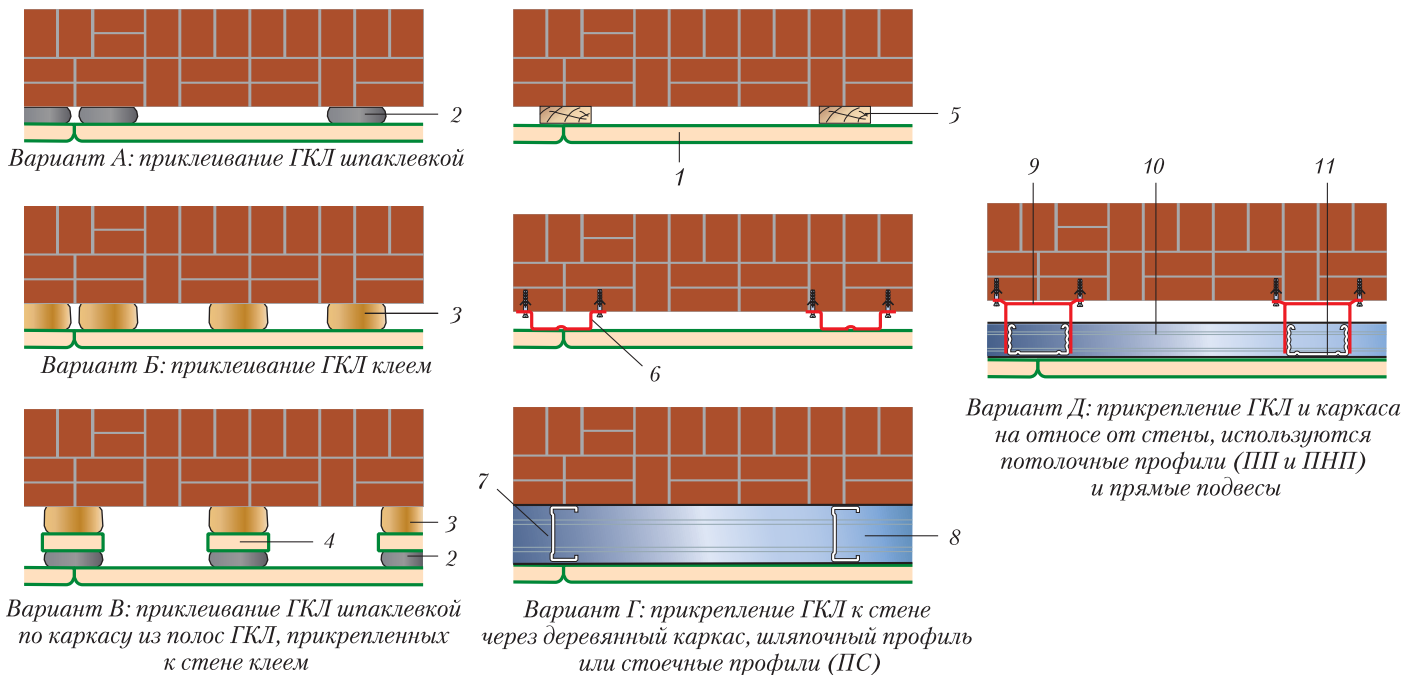 2
Вариант А: приклеивание ГКЛ шпаклевкой
3
Вариант Б: приклеивание ГКЛ клеем
3
4
2
Вариант В: приклеивание ГКЛ шпаклевкой
по каркасу из полос ГКЛ, прикрепленных
к стене клеем
5
1
6
7
8
Вариант Г: прикрепление ГКЛ к стене
через деревянный каркас, шляпочный профиль
или стоечные профили (ПС)
9 10 11
Вариант Д: прикрепление ГКЛ и каркаса
на относе от стены, используются
потолочные профили (ПП и ПНП)
и прямые подвесы